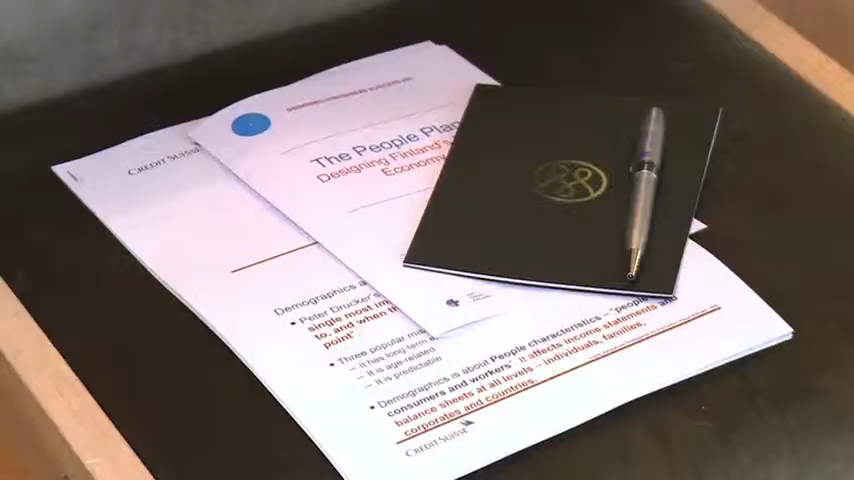 CREDIT SUISSE
The People Plan
Designing Finland's
Economy
Demographics
Peter Drucker's
single most im
to, and when th
point"
Three popular mi
– it has long-term e
– it is age-related
– it is predictable
Demographics is about People characteristics – "people
consumers and workers". It affects income statements and
balance sheets at all levels – individuals, families,
corporates and countries.
CREDIT SUISSE